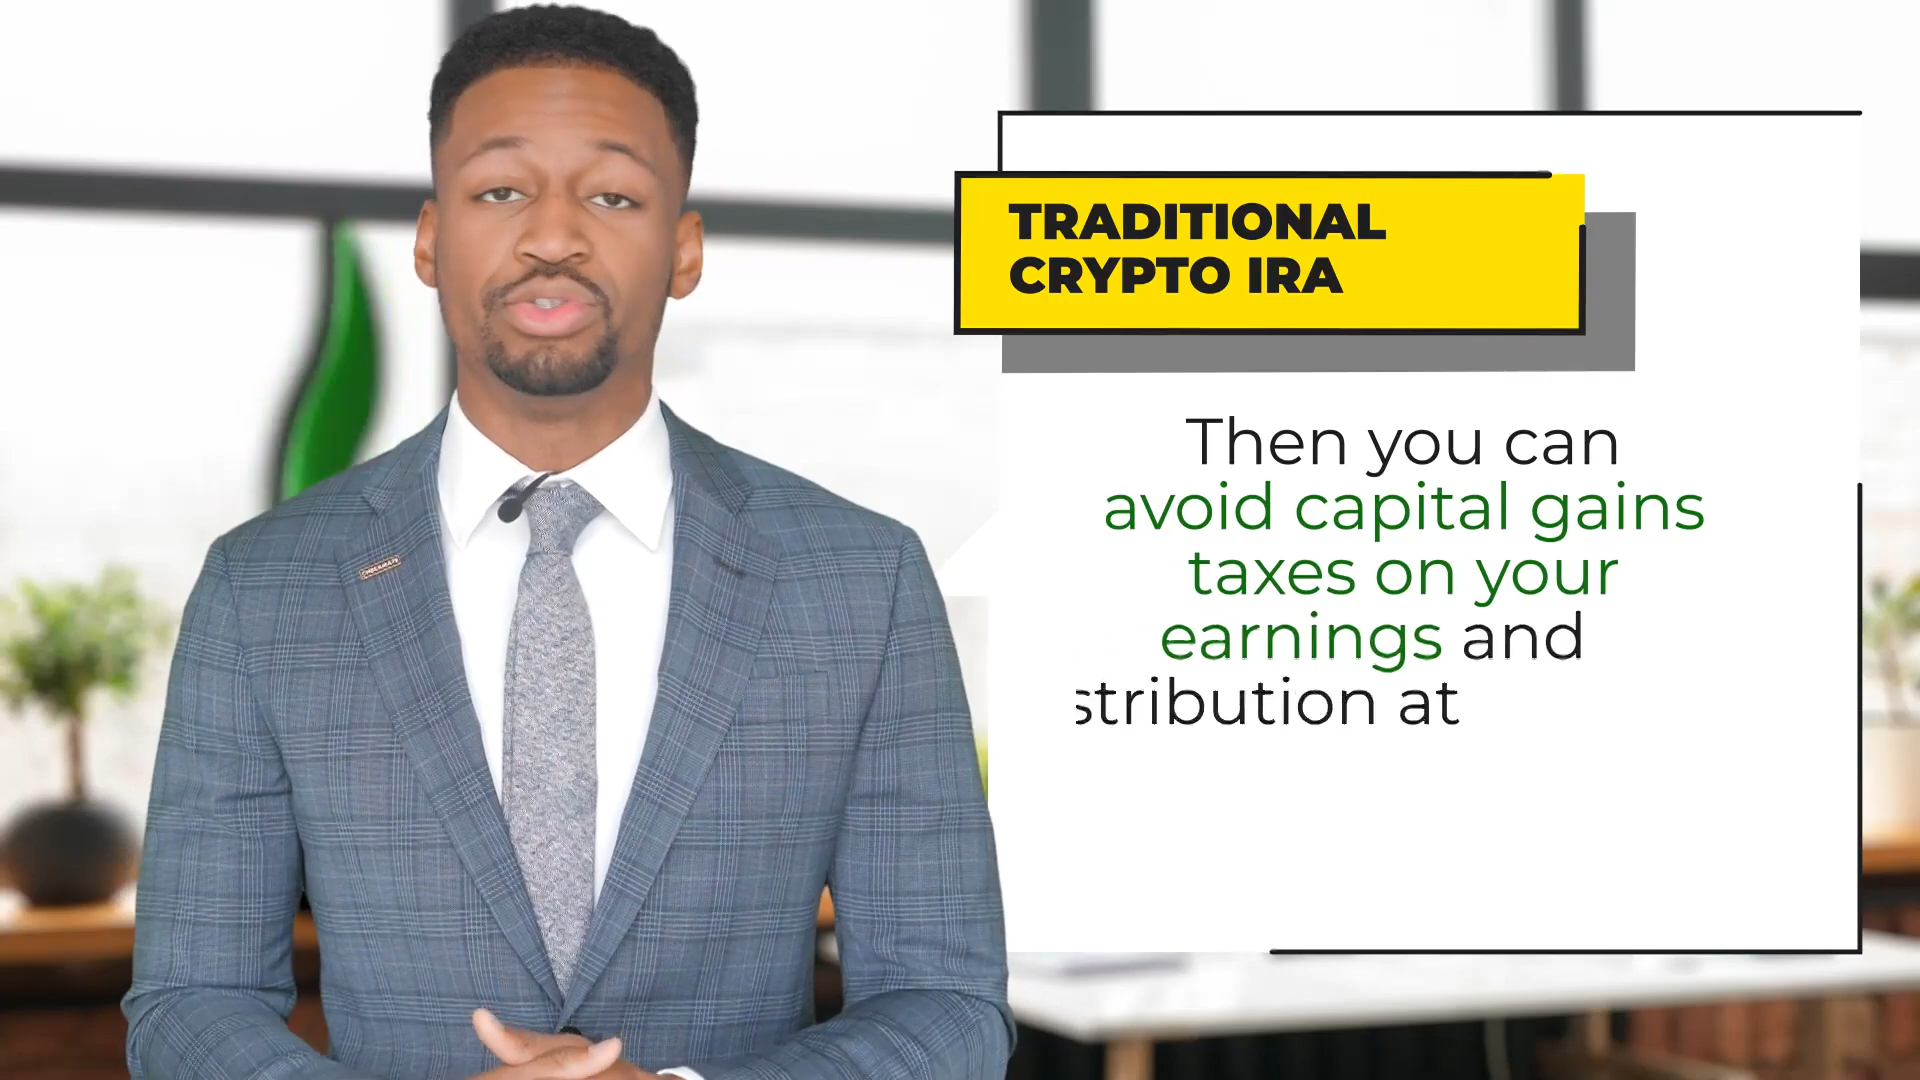 TRADITIONAL
CRYPTO IRA
Then you can
avoid capital gains
taxes on your
earnings and
stribution at